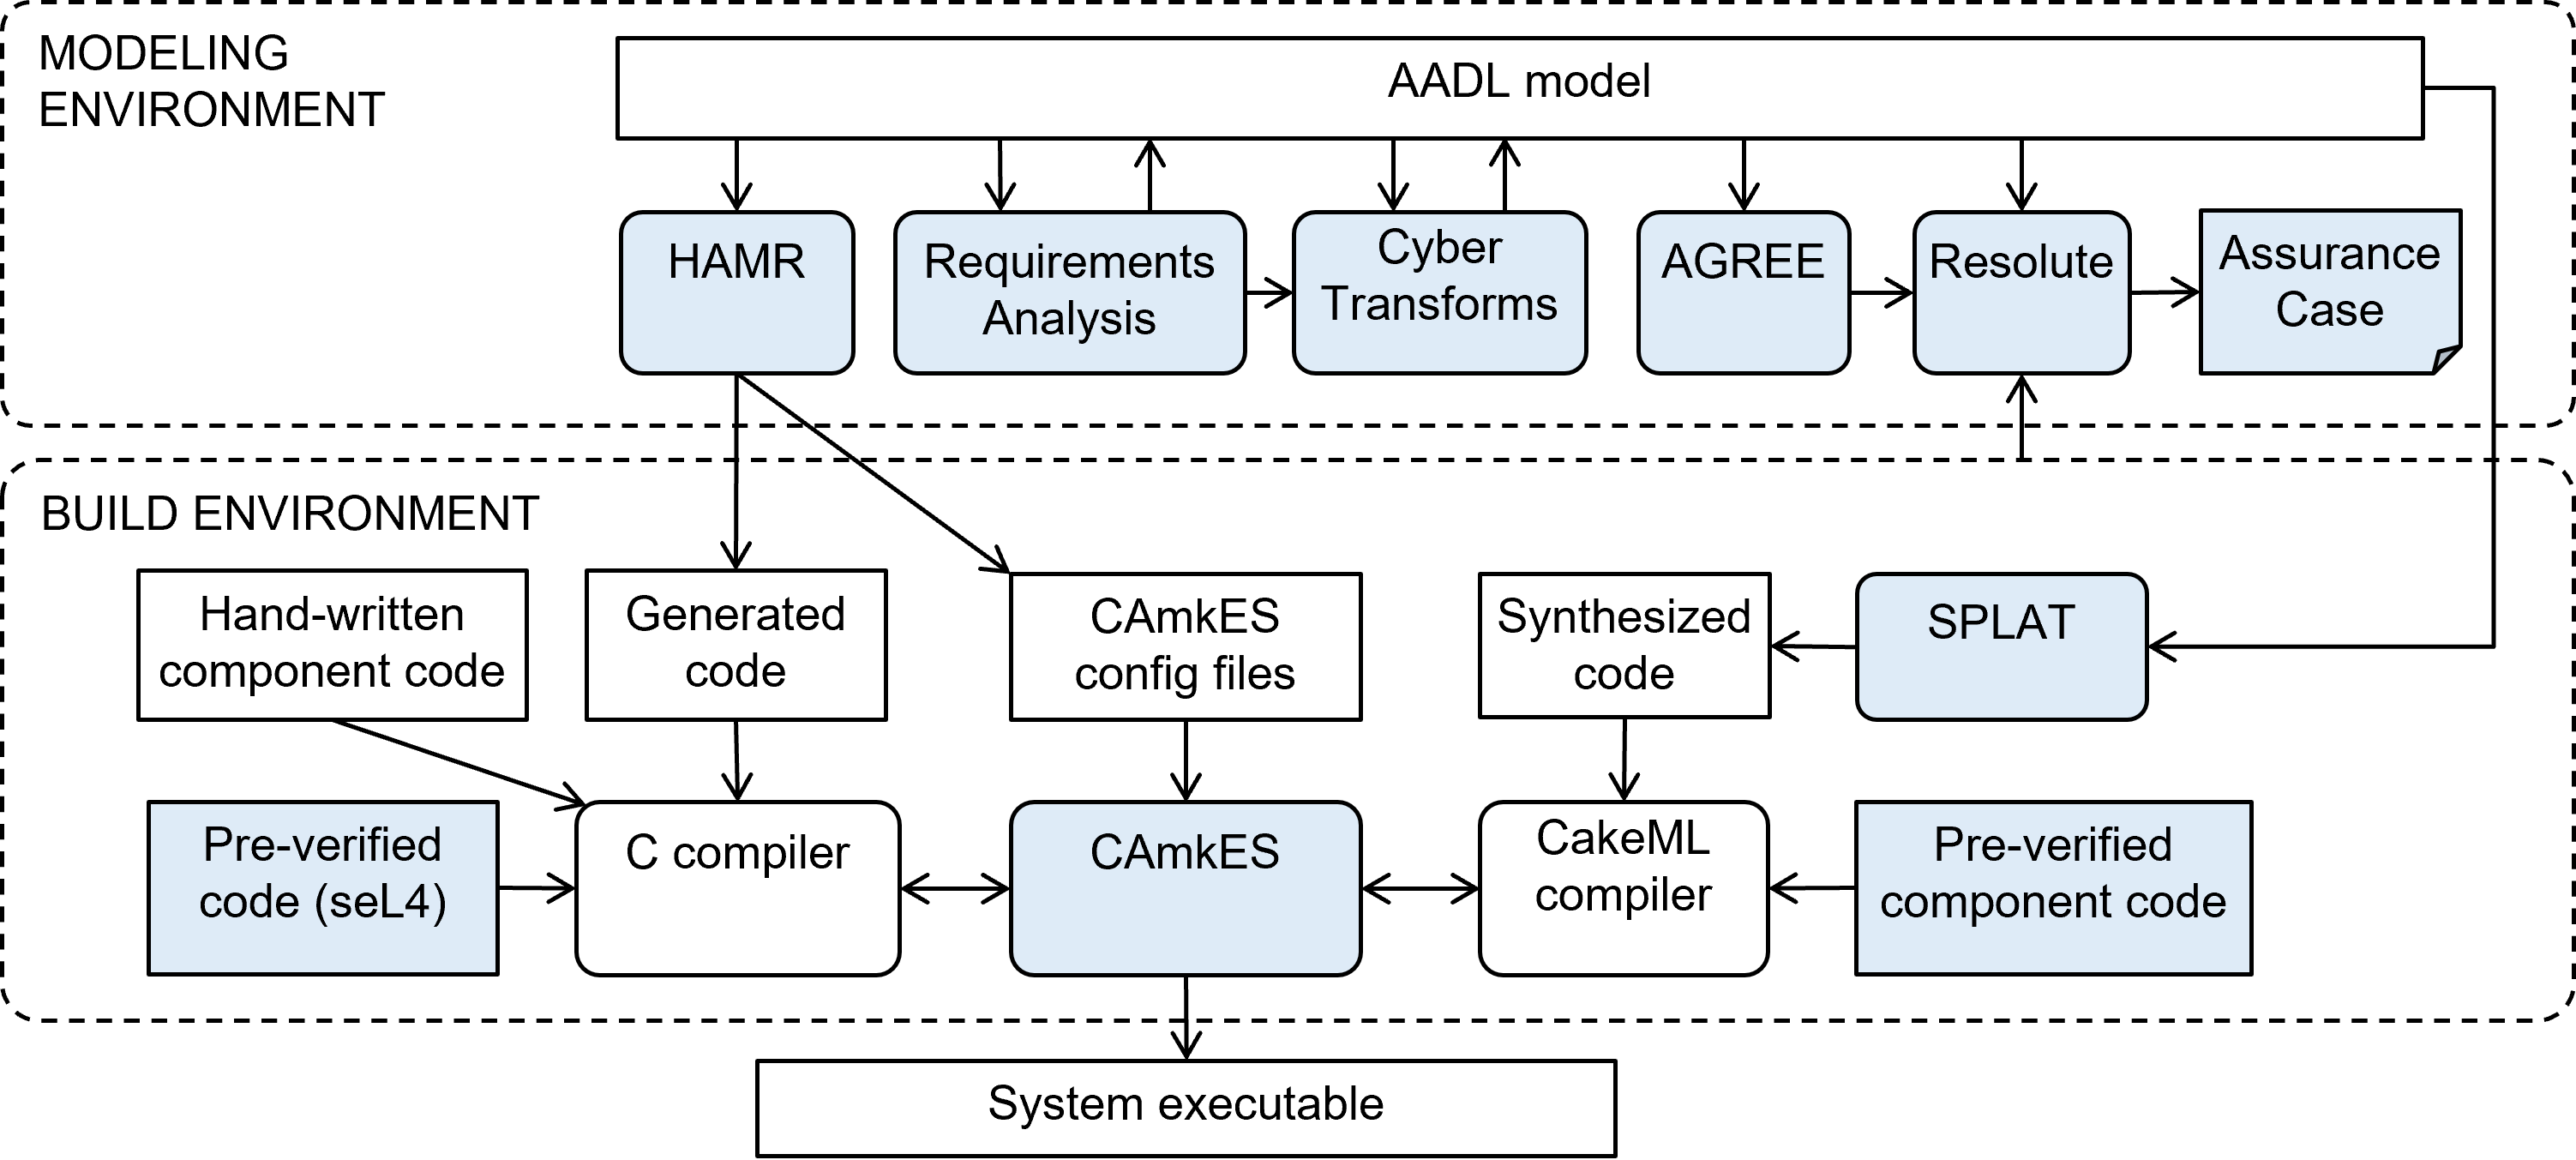 MODELING
ENVIRONMENT
AADL model
HAMR
Requirements
Analysis
Cyber
Transforms
AGREE
Resolute
Assurance
Case
BUILD ENVIRONMENT
Hand-written
component code
Generated
code
CAmkES
config files
Synthesized
code
SPLAT
Pre-verified
code (seL4)
C compiler
CAmkES
CakeML
compiler
Pre-verified
component code
System executable